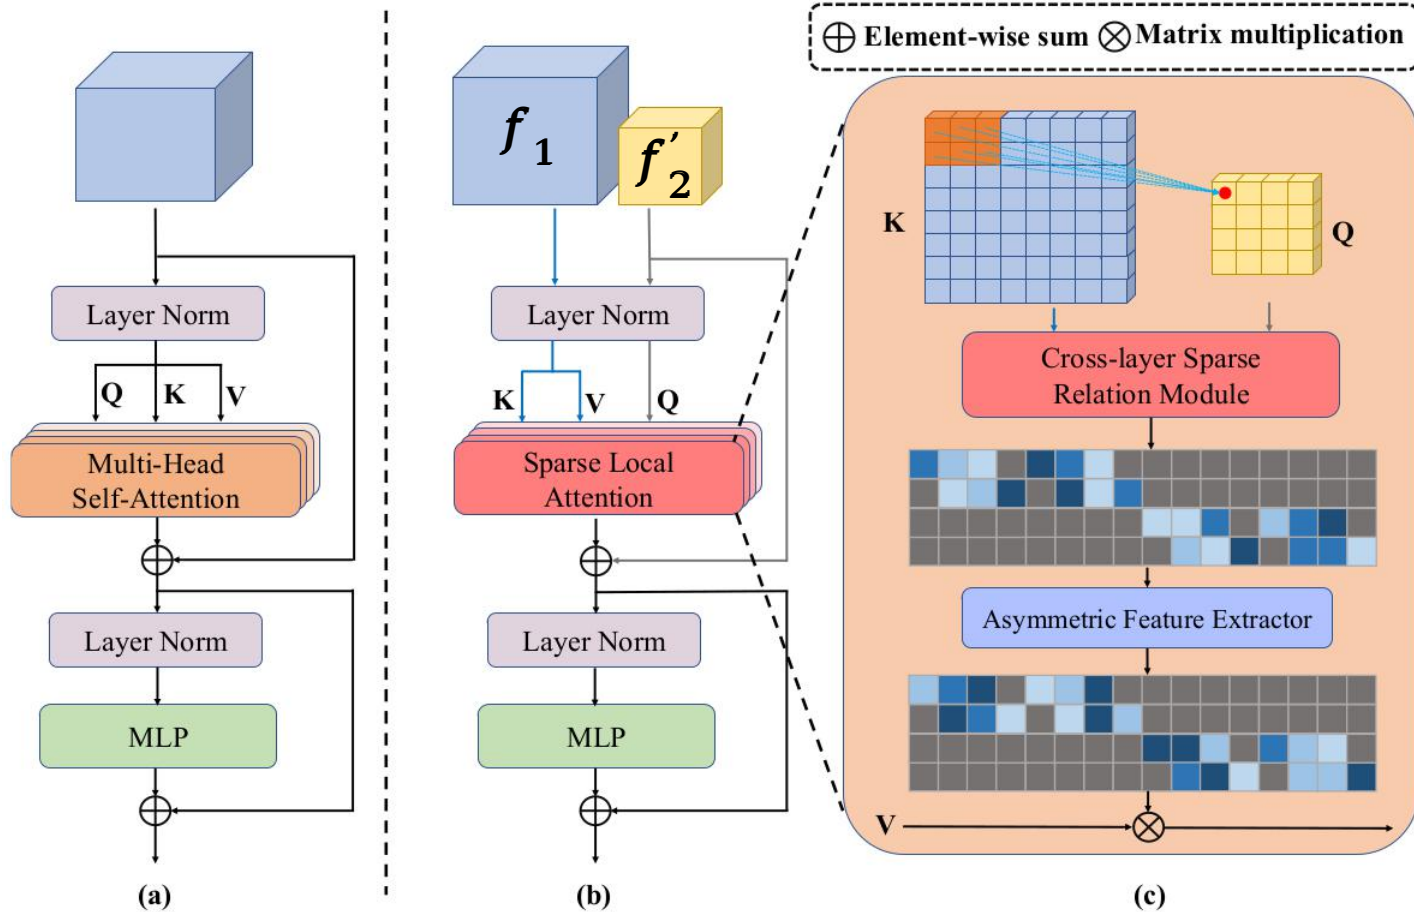 ⊕ Element-wise sum ⊗ Matrix multiplication
Layer Norm
Q K V
Multi-Head
Self-Attention
Layer Norm
MLP
(a)
f1
f'2
Layer Norm
K V Q
Sparse Local
Attention
Layer Norm
MLP
(b)
K
Q
Cross-layer Sparse
Relation Module
Asymmetric Feature Extractor
V
(c)